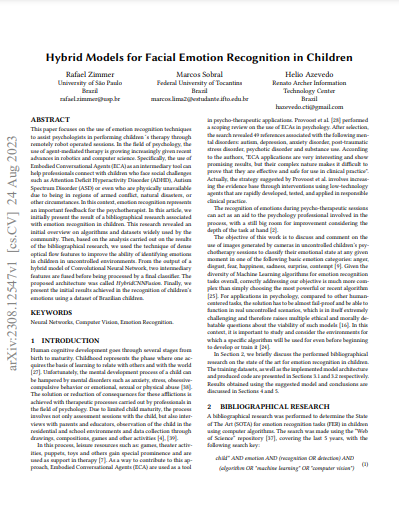 Hybrid Models for Facial Emotion Recognition in Children
Rafael Zimmer
University of São Paulo
Brazil
rafael.zimmer@usp.br
Marcos Sobral
Federal University of Tocantins
Brazil
marcos.lima2@estudante.ifto.edu.br
Helio Azevedo
Renato Archer
Technology Center
Brazil
hazevedo.cti@gmail.com
arXiv:2308.12547v1 [cs.CV] 24 Aug 2023
ABSTRACT
This paper focuses on the use of emotion recognition techniques
to assist psychologists in performing children's therapy through
remotely robot operated sessions. In the field of psychology, the
use of agent-mediated therapy is growing increasingly given recent
advances in robotics and computer science. Specifically, the use of
Embodied Conversational Agents (ECA) as an intermediary tool can
help professionals connect with children who face social challenges
such as Attention Deficit Hyperactivity Disorder (ADHD), Autism
Spectrum Disorder (ASD) or even who are physically unavailable
due to being in regions of armed conflict, natural disasters, or
other circumstances. In this context, emotion recognition represents
an important feedback for the psychotherapist. In this article, we
initially present the result of a bibliographical research associated
with emotion recognition in children. This research revealed an
initial overview on algorithms and datasets widely used by the
community. Then, based on the analysis carried out on the results
of the bibliographical research, we used the technique of dense
optical flow features to improve the ability of identifying emotions
in children in uncontrolled environments. From the output of a
hybrid model of Convolutional Neural Network, two intermediary
features are fused before being processed by a final classifier. The
proposed architecture was called HybridCNNFusion. Finally, we
present the initial results achieved in the recognition of children's
emotions using a dataset of Brazilian children.
KEYWORDS
Neural Networks, Computer Vision, Emotion Recognition.
1 INTRODUCTION
Human cognitive development goes through several stages from
birth to maturity. Childhood represents the phase where one ac-
quires the basis of learning to relate to others and to the world
[27]. Unfortunately, the mental development process of a child can
be hampered by mental disorders such as anxiety, stress, obsessive-
compulsive behavior or emotional, sexual or physical abuse [38].
The solution or reduction of consequences for these afflictions is
achieved with therapeutic processes carried out by professionals in
the field of psychology. Due to limited child maturity, the process
involves not only assessment sessions with the child, but also inter-
views with parents and educators, observation of the child in the
residential and school environments and data collection through
drawings, compositions, games and other activities [4], [39].
In this process, leisure resources such as: games, theater activi-
ties, puppets, toys and others gain special prominence and are
used as support in therapy [7]. As a way to contribute to this ap-
proach, Embodied Conversational Agents (ECA) are used as a tool
in psycho-therapeutic applications. Provoost et al. [28] performed
a scoping review on the use of ECAs in psychology. After selection,
the search revealed 49 references associated with the following men-
tal disorders: autism, depression, anxiety disorder, post-traumatic
stress disorder, psychotic disorder and substance use. According
to the authors, "ECA applications are very interesting and show
promising results, but their complex nature makes it difficult to
prove that they are effective and safe for use in clinical practice".
Actually, the strategy suggested by Provoost et al. involves increas-
ing the evidence base through interventions using low-technology
agents that are rapidly developed, tested, and applied in responsible
clinical practice.
The recognition of emotions during psycho-therapeutic sessions
can act as an aid to the psychology professional involved in the
process, with a still big room for improvement considering the
depth of the task at hand [2].
The objective of this work is to discuss and comment on the
use of images generated by cameras in uncontrolled children's psy-
chotherapy sessions to classify their emotional state at any given
moment in one of the following basic emotion categories: anger,
disgust, fear, happiness, sadness, surprise, contempt [9]. Given the
diversity of Machine Learning algorithms for emotion recognition
tasks overall, correctly addressing our objective is much more com-
plex than simply choosing the most powerful or recent algorithm
[25]. For applications in psychology, compared to other human-
centered tasks, the solution has to be almost fail-proof and be able to
function in real uncontrolled scenarios, which is itself extremely
challenging and therefore raises multiple ethical and morally de-
batable questions about the viability of such models [16]. In this
context, it is important to study and consider the environments for
which a specific algorithm will be used for even before beginning
to develop or train it [26].
In Section 2, we briefly discuss the performed bibliographical
research on the state of the art for emotion recognition in children.
The training datasets, as well as the implemented model architecture
and produced code are presented in Sections 3.1 and 3.2 respectively.
Results obtained using the suggested model and conclusions are
discussed in Sections 4 and 5.
2 BIBLIOGRAPHICAL RESEARCH
A bibliographical research was performed to determine the State
of The Art (SOTA) for emotion recognition tasks (FER) in children
using computer algorithms. The search was made using the "Web
of Science" repository [37], covering the last 5 years, with the
following search key:
child* AND emotion AND (recognition OR detection) AND
(algorithm OR "machine learning" OR "computer vision")
(1)